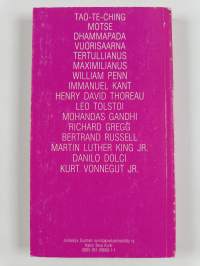 TAO-TE-CHING
MOTSE
DHAMMAPADA
VUORISAARNA
TERTULLIANUS
MAXIMILIANUS
WILLIAM PENN
IMMANUEL KANT
HENRY DAVID THOREAU
LEO TOLSTOI
MOHANDAS GANDHI
RICHARD GREGG
BERTRAND RUSSELL
MARTIN LUTHER KING JR.
DANILO DOLCI
KURT VONNEGUT JR.